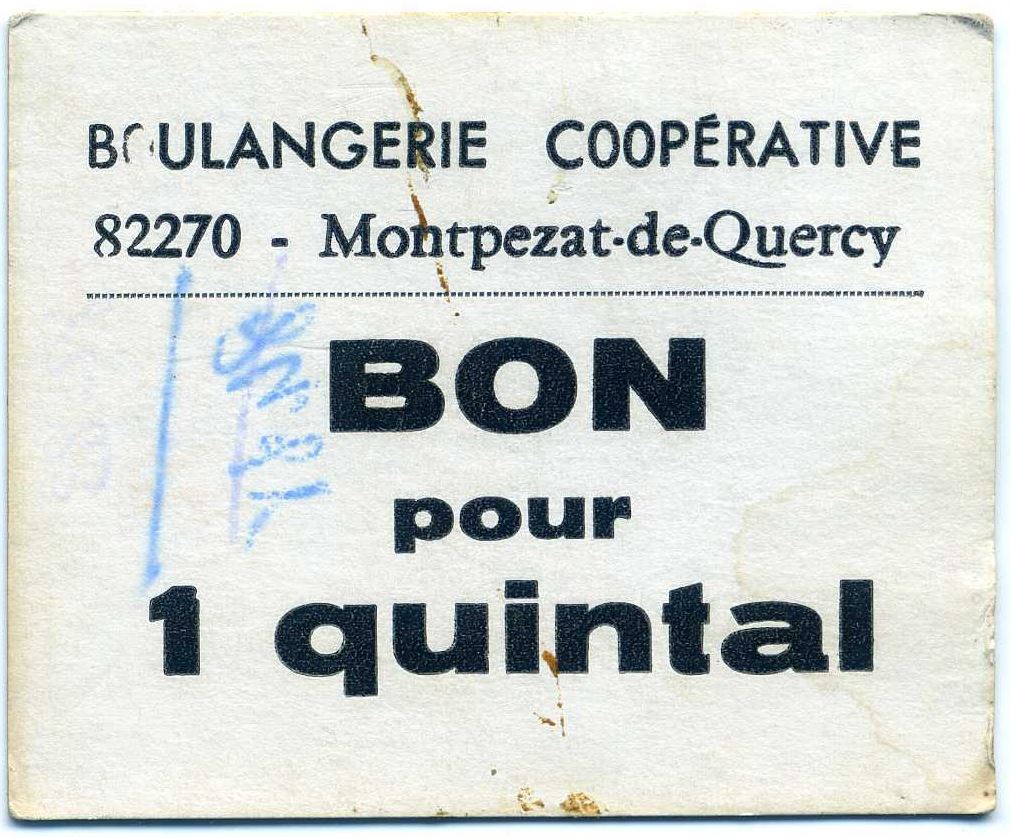 BOULANGERIE COOPÉRATIVE
82270 - Montpezat-de-Quercy
BON
pour
1 quintal